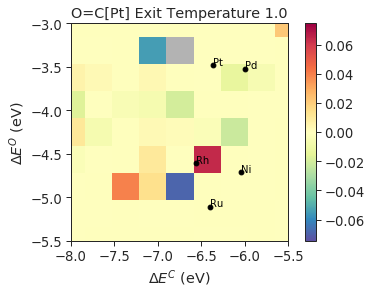 O=C[Pt] Exit Temperature 1.0
−3.0
−3.5
−4.0
−4.5
−5.0
−5.5
ΔE^O (eV)
Pt
Pd
Rh
Ni
Ru
−8.0 −7.5 −7.0 −6.5 −6.0 −5.5
ΔE^C (eV)
0.06
0.04
0.02
0.00
−0.02
−0.04
−0.06